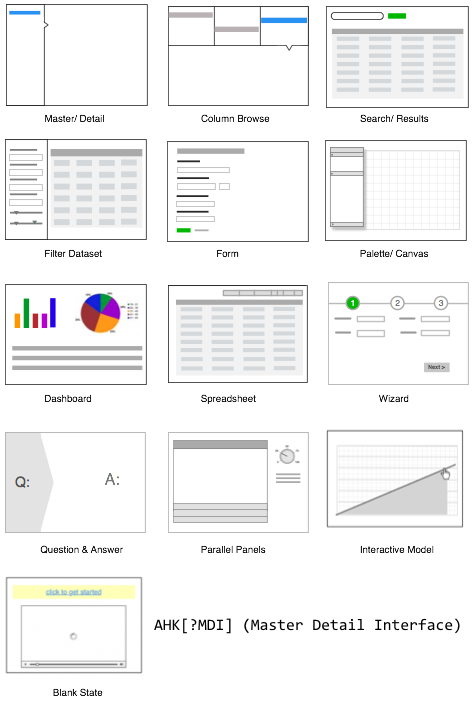 Master/ Detail
Column Browse
Search/ Results
Filter Dataset
Form
Palette/ Canvas
Dashboard
Spreadsheet
1
2
3
Next >
Wizard
Q:
A:
Question & Answer
Parallel Panels
Interactive Model
click to get started
AHK[?MDI] (Master Detail Interface)
Blank State